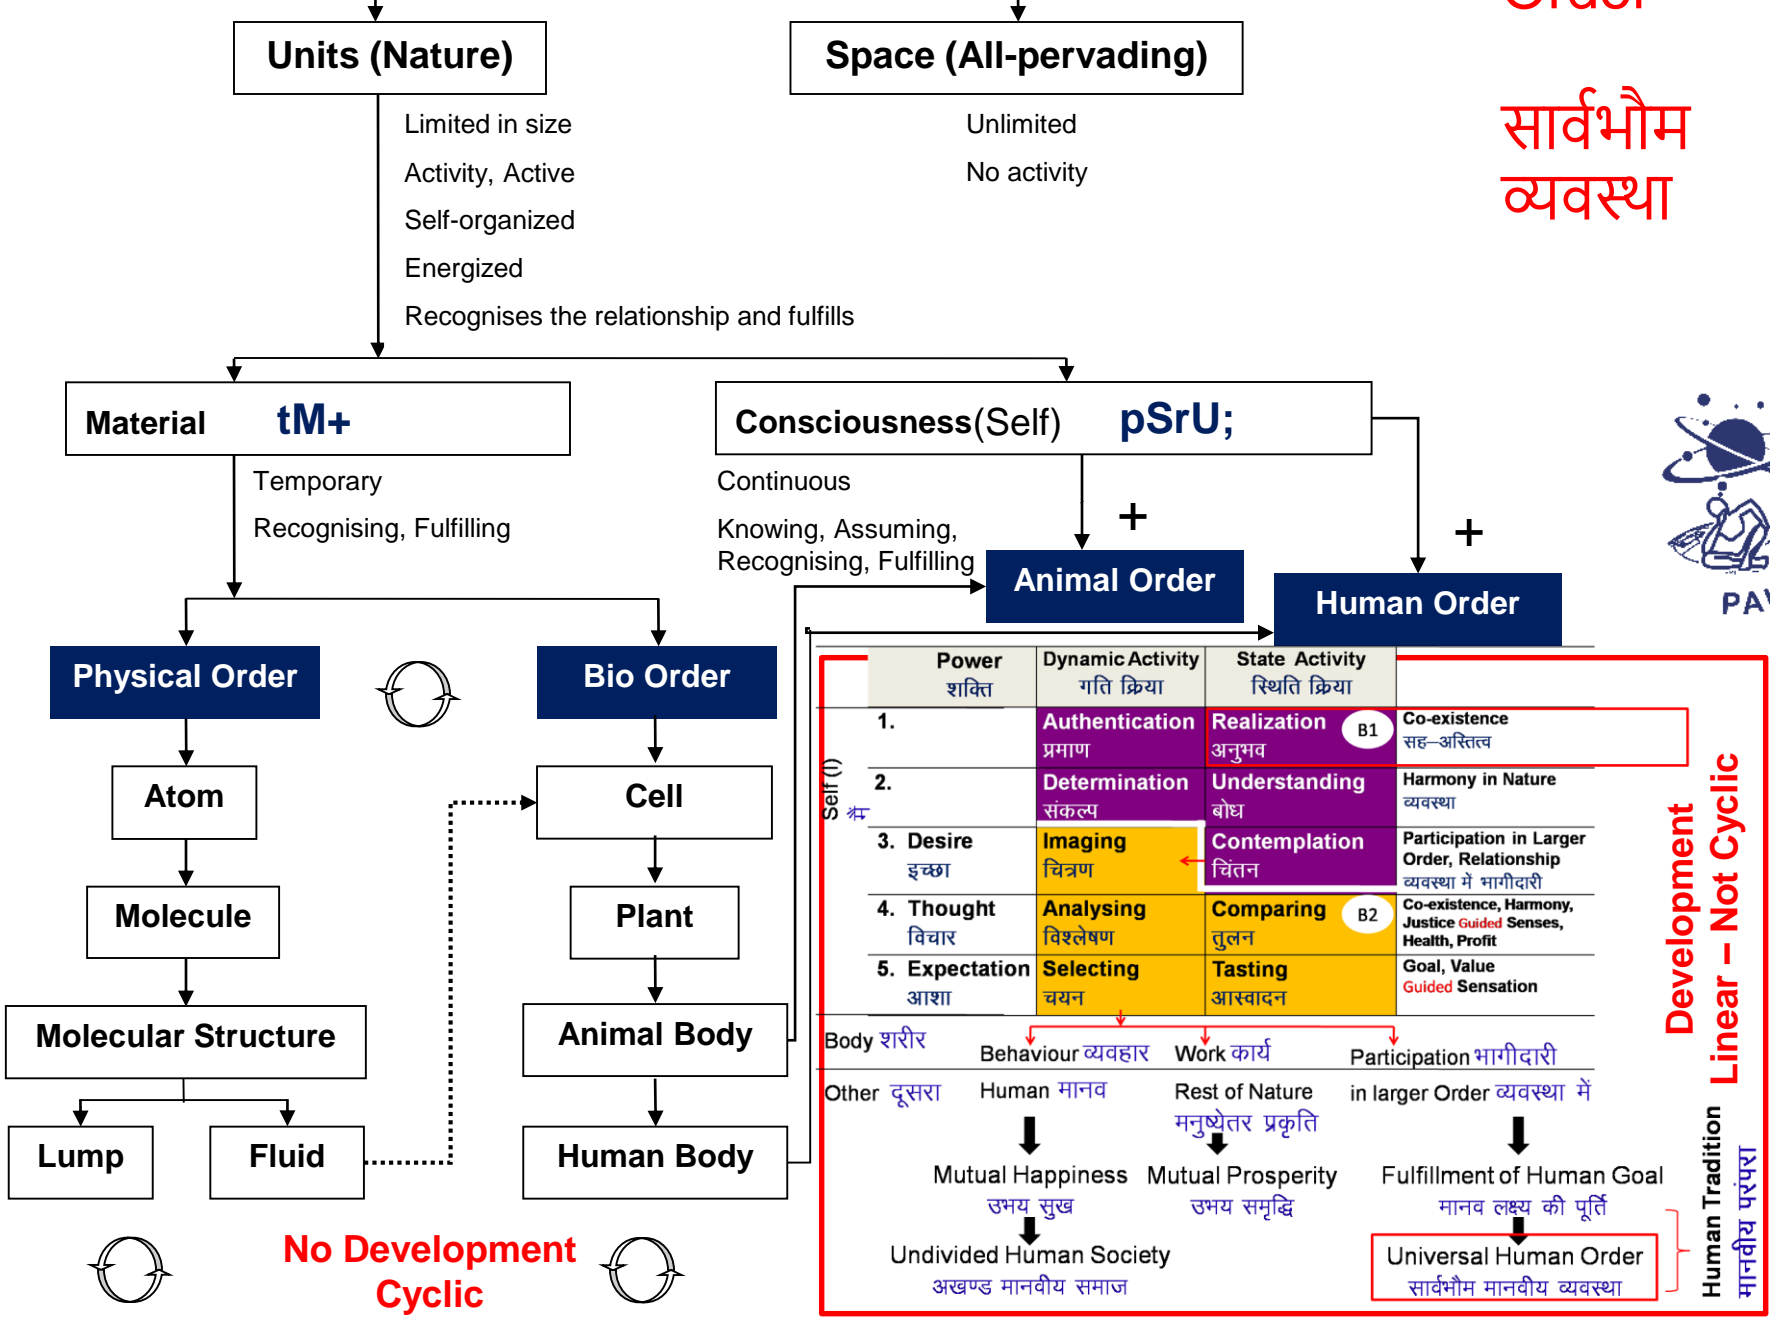 Units (Nature)
Space (All-pervading)
सार्वभौम
व्यवस्था
Limited in size
Activity, Active
Self-organized
Energized
Recognises the relationship and fulfills
Unlimited
No activity
Material tM+
Consciousness(Self) pSrU;
Temporary
Recognising, Fulfilling
Continuous
Knowing, Assuming,
Recognising, Fulfilling
+
+
Animal Order
Human Order
Physical Order
Bio Order
Atom
Molecule
Molecular Structure
Lump
Fluid
Cell
Plant
Animal Body
Human Body
No Development
Cyclic
Power
शक्ति
Dynamic Activity
गति क्रिया
State Activity
स्थिति क्रिया
Self (I)
मैं
1.
Authentication
प्रमाण
Realization B1
अनुभव
Co-existence
सह–अस्तित्व
2.
Determination
संकल्प
Understanding
बोध
Harmony in Nature
व्यवस्था
3. Desire
इच्छा
Imaging
चित्रण
Contemplation
चिंतन
Participation in Larger
Order, Relationship
व्यवस्था में भागीदारी
4. Thought
विचार
Analysing
विश्लेषण
Comparing B2
तुलन
Co-existence, Harmony,
Justice Guided Senses,
Health, Profit
5. Expectation
आशा
Selecting
चयन
Tasting
आस्वादन
Goal, Value
Guided Sensation
Body शरीर
Behaviour व्यवहार
Work कार्य
Participation भागीदारी
Other दूसरा
Human मानव
Rest of Nature
मनुष्येतर प्रकृति
in larger Order व्यवस्था में
Mutual Happiness
उभय सुख
Mutual Prosperity
उभय समृद्धि
Fulfillment of Human Goal
मानव लक्ष्य की पूर्ति
Undivided Human Society
अखण्ड मानवीय समाज
Universal Human Order
सार्वभौम मानवीय व्यवस्था
Development
Linear – Not Cyclic
Human Tradition
मानवीय परंपरा